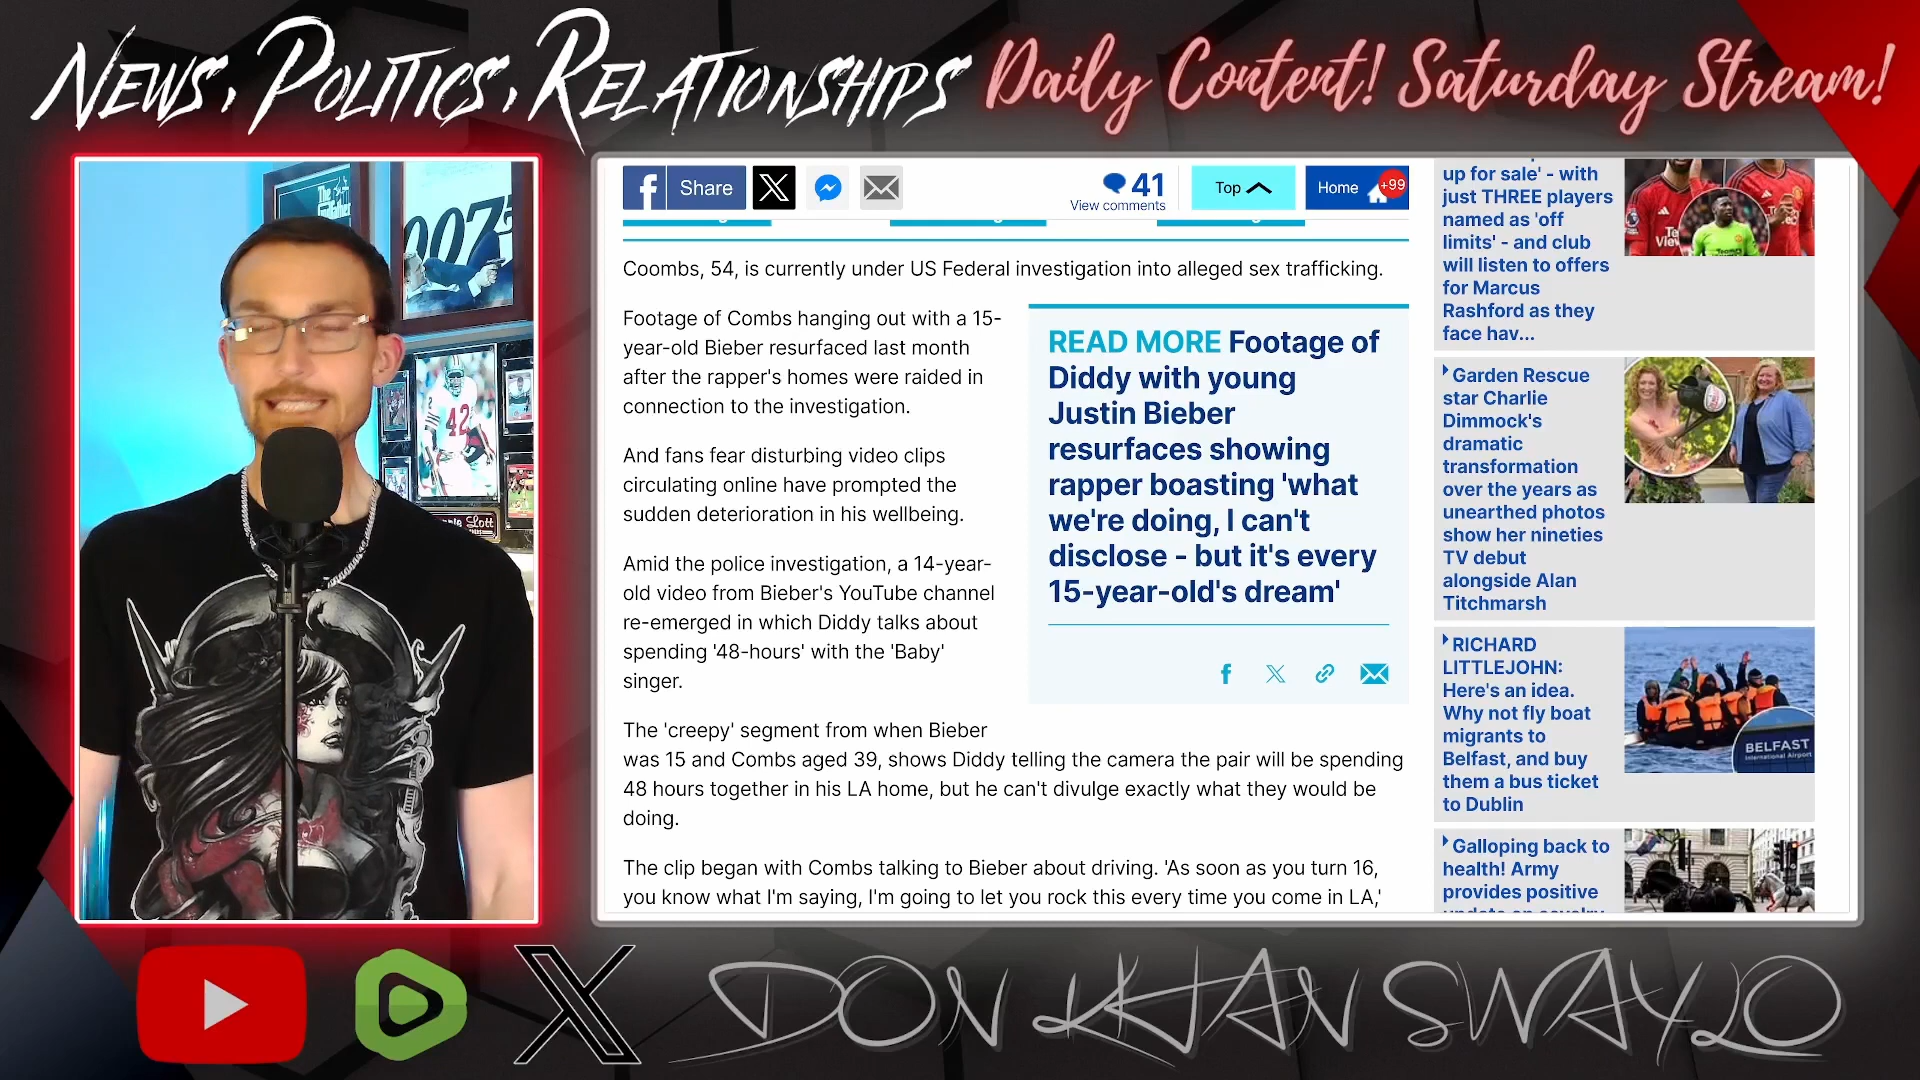 NEWS, POLITICS, RELATIONSHIPS Daily Content! Saturday Stream!
The
Godfather
007
42
Lott
f Share
41
View comments
Top
Home
+99
Coombs, 54, is currently under US Federal investigation into alleged sex trafficking.
Footage of Combs hanging out with a 15-
year-old Bieber resurfaced last month
after the rapper's homes were raided in
connection to the investigation.
And fans fear disturbing video clips
circulating online have prompted the
sudden deterioration in his wellbeing.
Amid the police investigation, a 14-year-
old video from Bieber's YouTube channel
re-emerged in which Diddy talks about
spending '48-hours' with the 'Baby'
singer.
The 'creepy' segment from when Bieber
was 15 and Combs aged 39, shows Diddy telling the camera the pair will be spending
48 hours together in his LA home, but he can't divulge exactly what they would be
doing.
The clip began with Combs talking to Bieber about driving. 'As soon as you turn 16,
you know what I'm saying, I'm going to let you rock this every time you come in LA,'
READ MORE Footage of
Diddy with young
Justin Bieber
resurfaces showing
rapper boasting 'what
we're doing, I can't
disclose - but it's every
15-year-old's dream'
up for sale' - with
just THREE players
named as 'off
limits' - and club
will listen to offers
for Marcus
Rashford as they
face hav...
Garden Rescue
star Charlie
Dimmock's
dramatic
transformation
over the years as
unearthed photos
show her nineties
TV debut
alongside Alan
Titchmarsh
RICHARD
LITTLEJOHN:
Here's an idea.
Why not fly boat
migrants to
Belfast, and buy
them a bus ticket
to Dublin
BELFAST
International Airport
Galloping back to
health! Army
provides positive
update on cavalry
DON KHAN SWAYLO